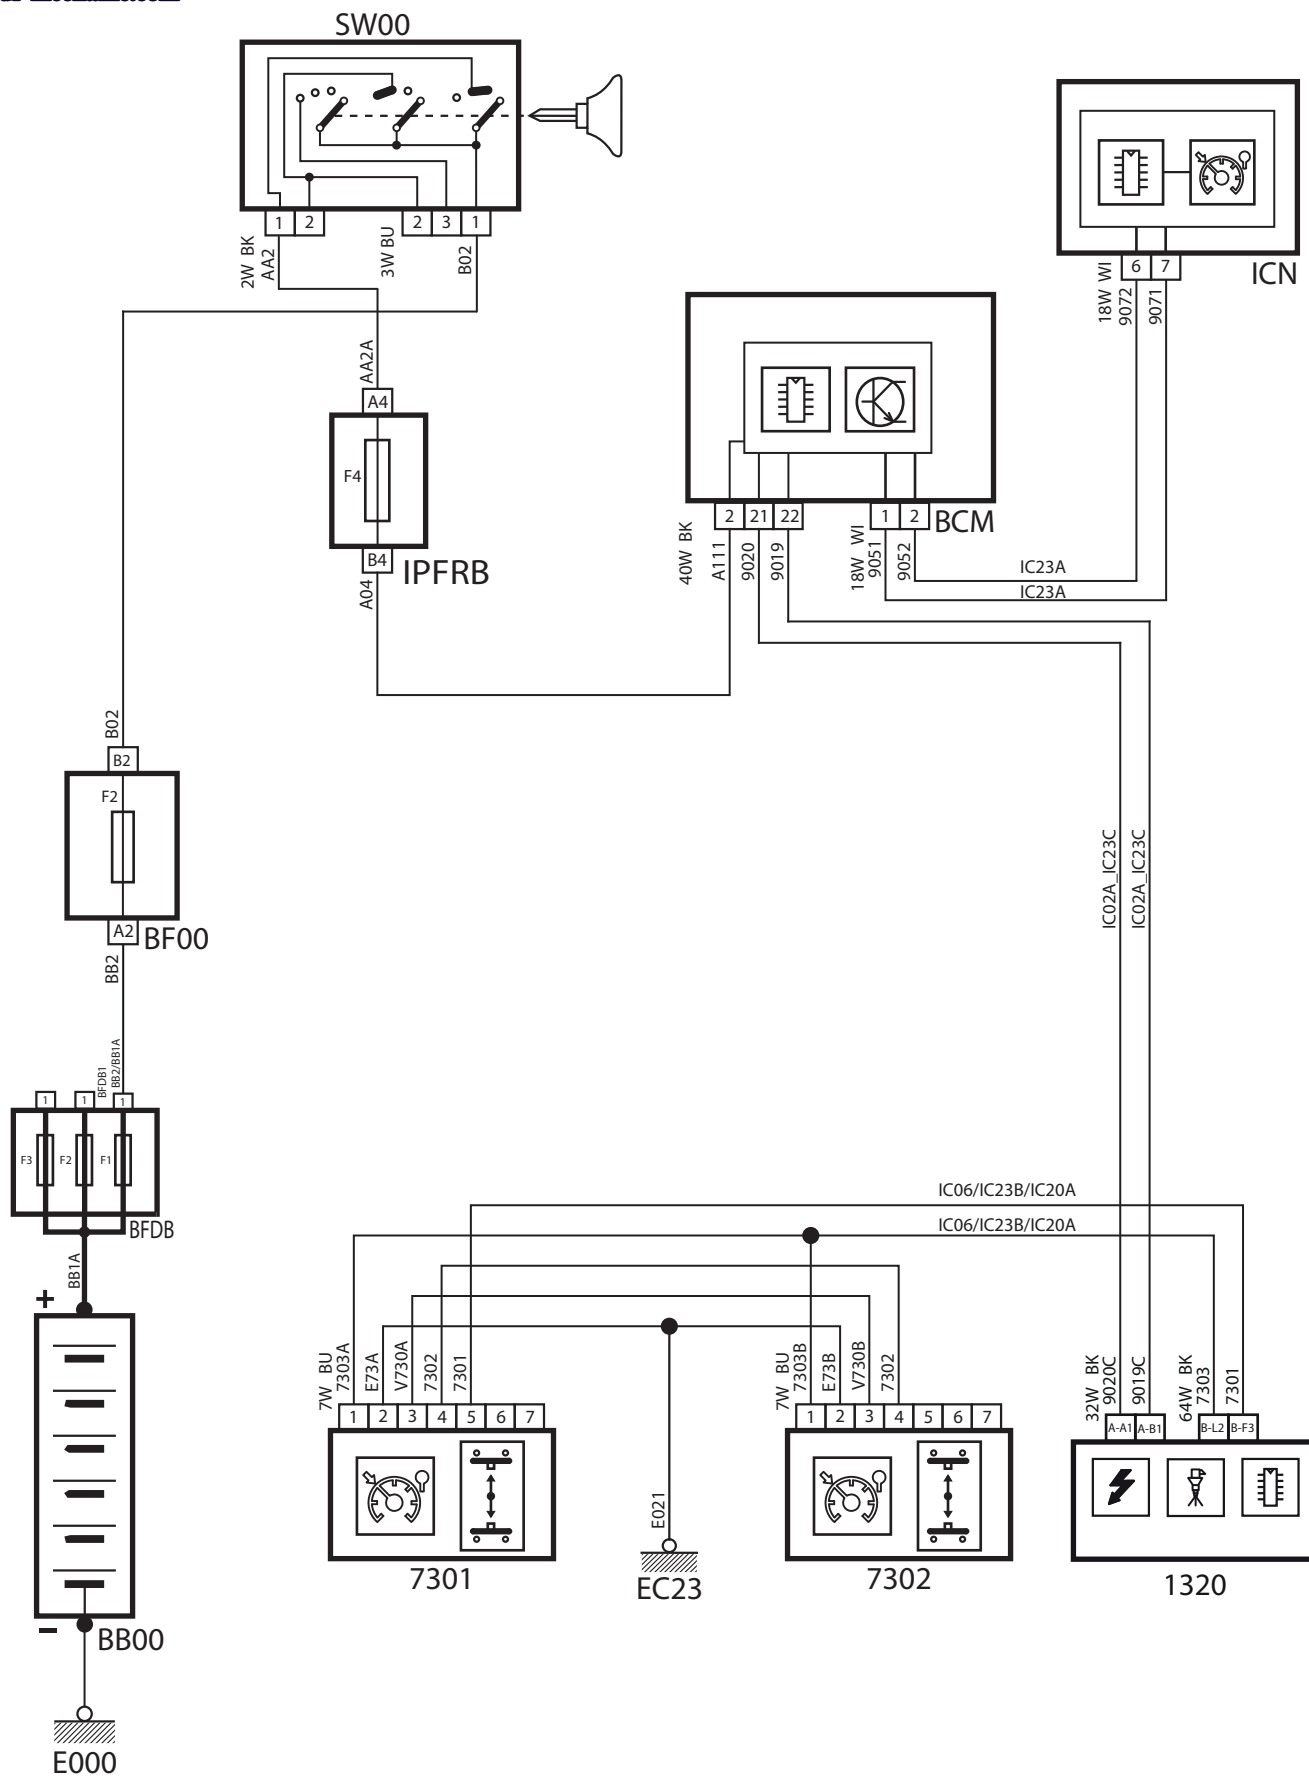 SW00
1 2 2 3 1
2W BK
AA2
3W BU
B02
AA2A
A4
F4
B4
IPFRB
A04
ICN
6 7
18W WI
9072
9071
BCM
2 21 22 1 2
40W BK
A111
9020
9019
18W WI
9051
9052
IC23A
IC23A
B02
B2
F2
A2
BF00
BB2
BFDB1
BB2/BB1A
1 1 1
F3 F2 F1
BFDB
BB1A
+
−
BB00
E000
IC02A_IC23C
IC02A_IC23C
IC06/IC23B/IC20A
IC06/IC23B/IC20A
7W BU
7303A
E73A
V730A
7302
7301
1 2 3 4 5 6 7
7301
E021
EC23
7W BU
7303B
E73B
V730B
7302
1 2 3 4 5 6 7
7302
32W BK
9020C
9019C
64W BK
7303
7301
A-A1 A-B1 B-L2 B-F3
1320